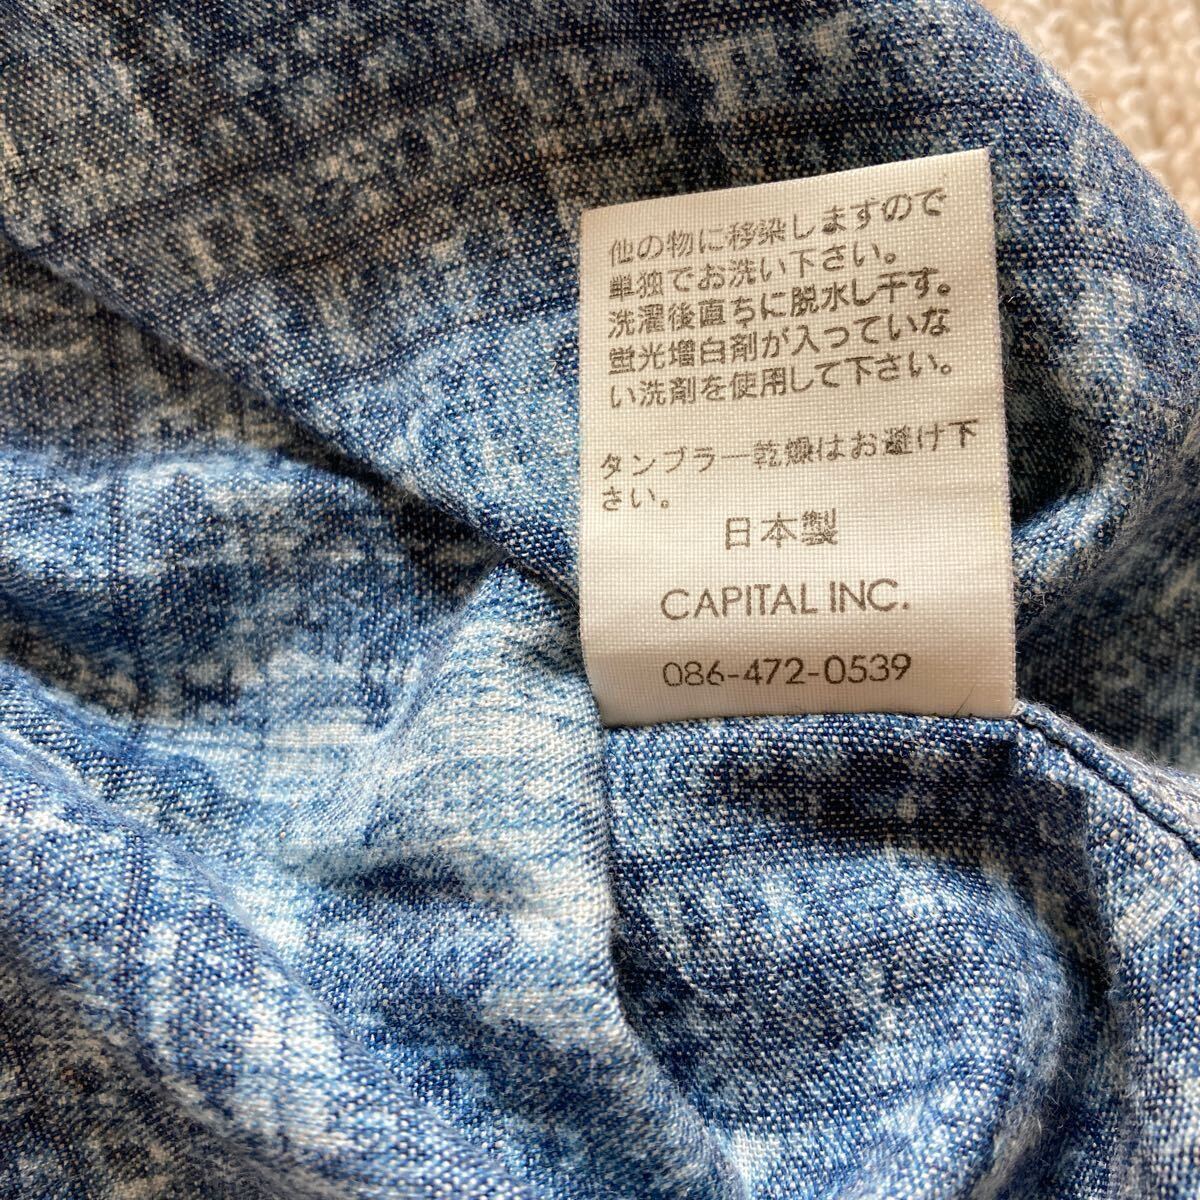 他の物に移染しますので
単独でお洗い下さい。
洗濯後直ちに脱水し干す。
蛍光増白剤が入っていな
い洗剤を使用して下さい。
タンブラー乾燥はお避け下
さい。
日本製
CAPITAL INC.
086-472-0539